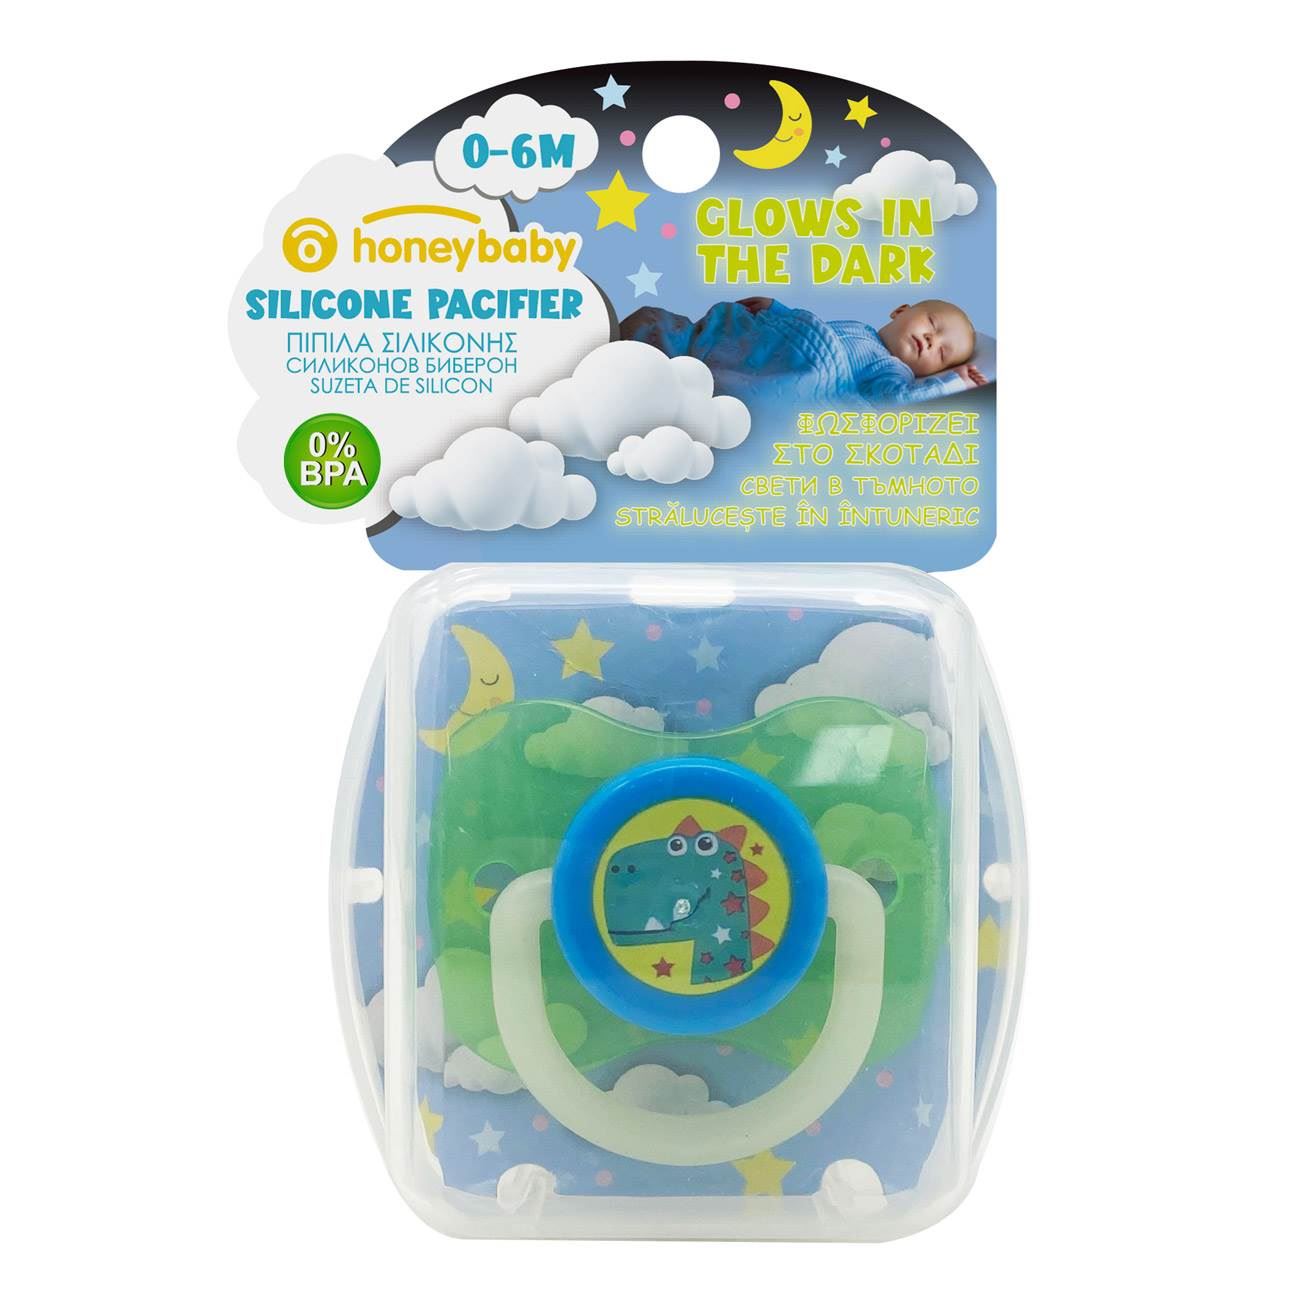 0-6M
honeybaby
SILICONE PACIFIER
ΠΙΠΙΛΑ ΣΙΛΙΚΟΝΗΣ
СИЛИКОНОВ БИБЕРОН
SUZETA DE SILICON
0%
BPA
GLOWS IN
THE DARK
ΦΩΣΦΟΡΙΖΕΙ
ΣΤΟ ΣΚΟΤΑΔΙ
СВЕТИ В ТЪМНОТО
STRĂLUCEȘTE ÎN ÎNTUNERIC